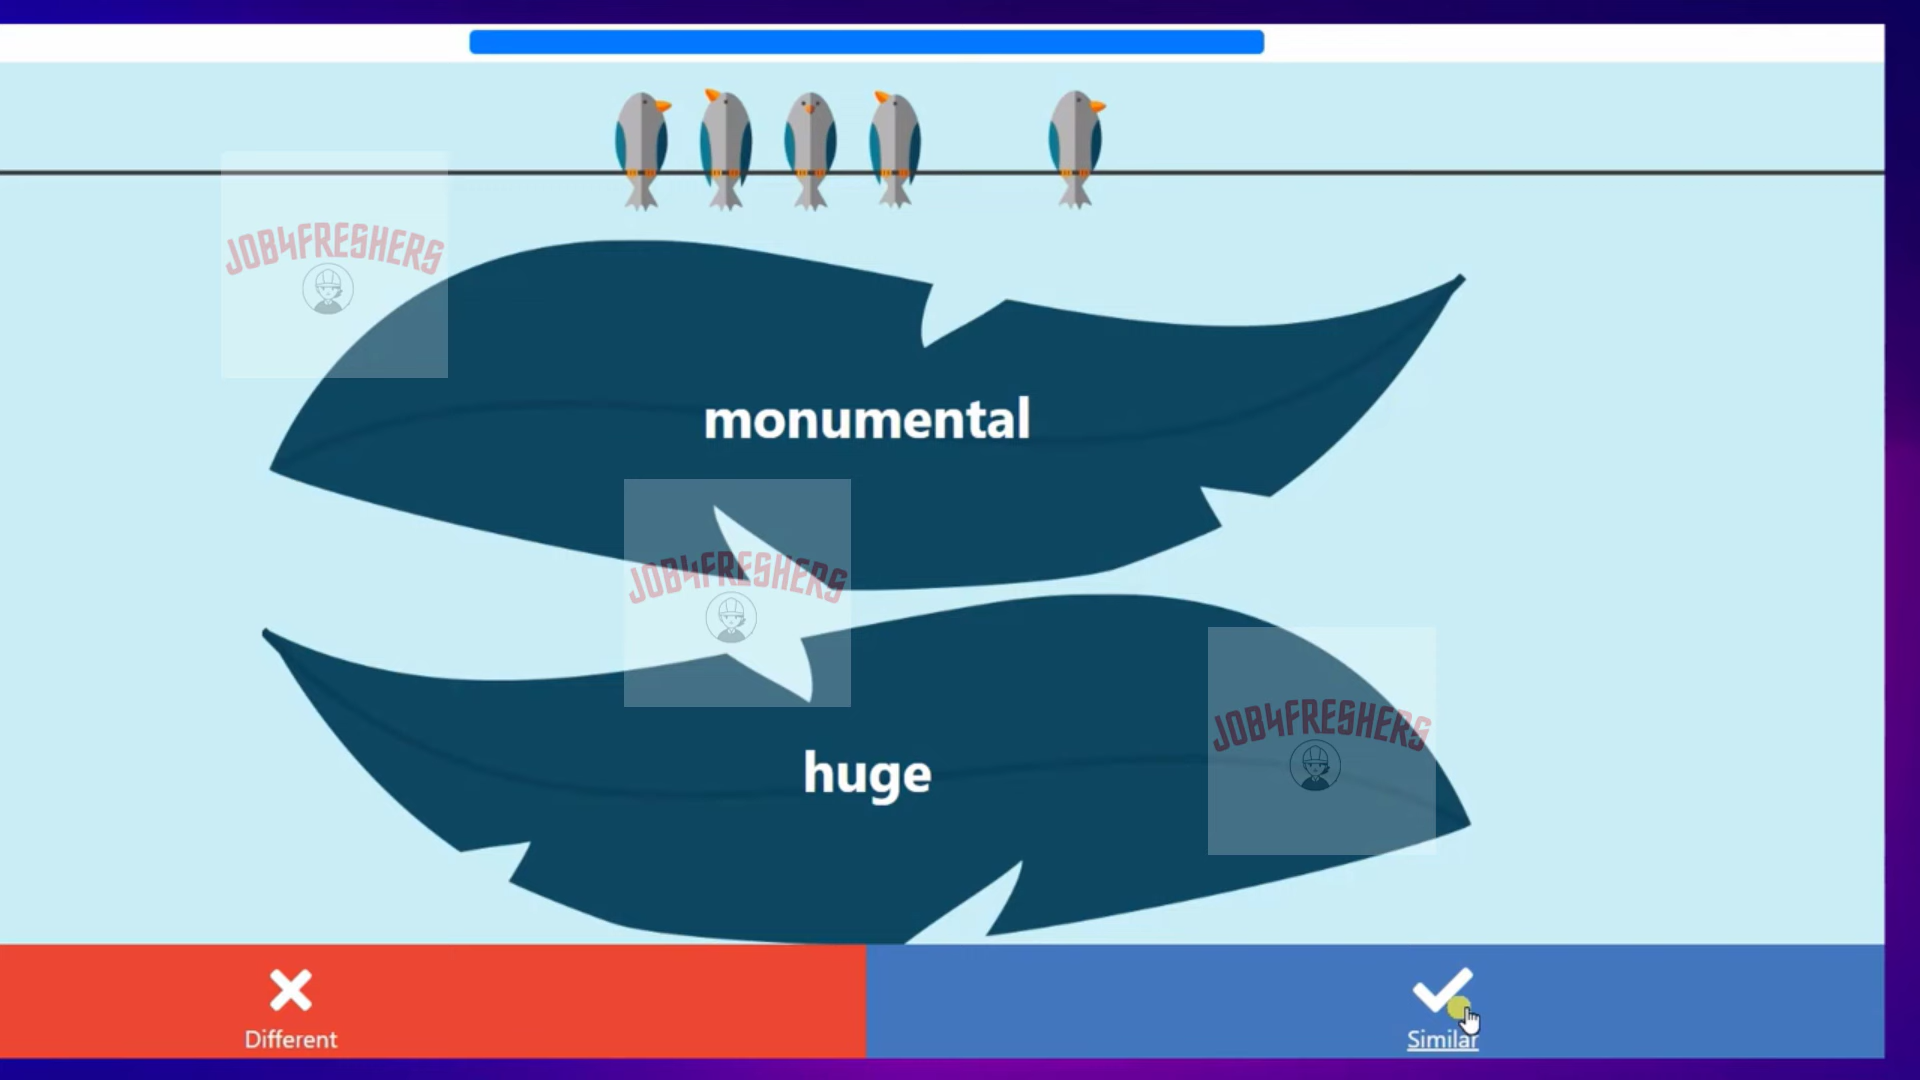 JOB4FRESHERS
monumental
JOB4FRESHERS
JOB4FRESHERS
huge
Different
Similar